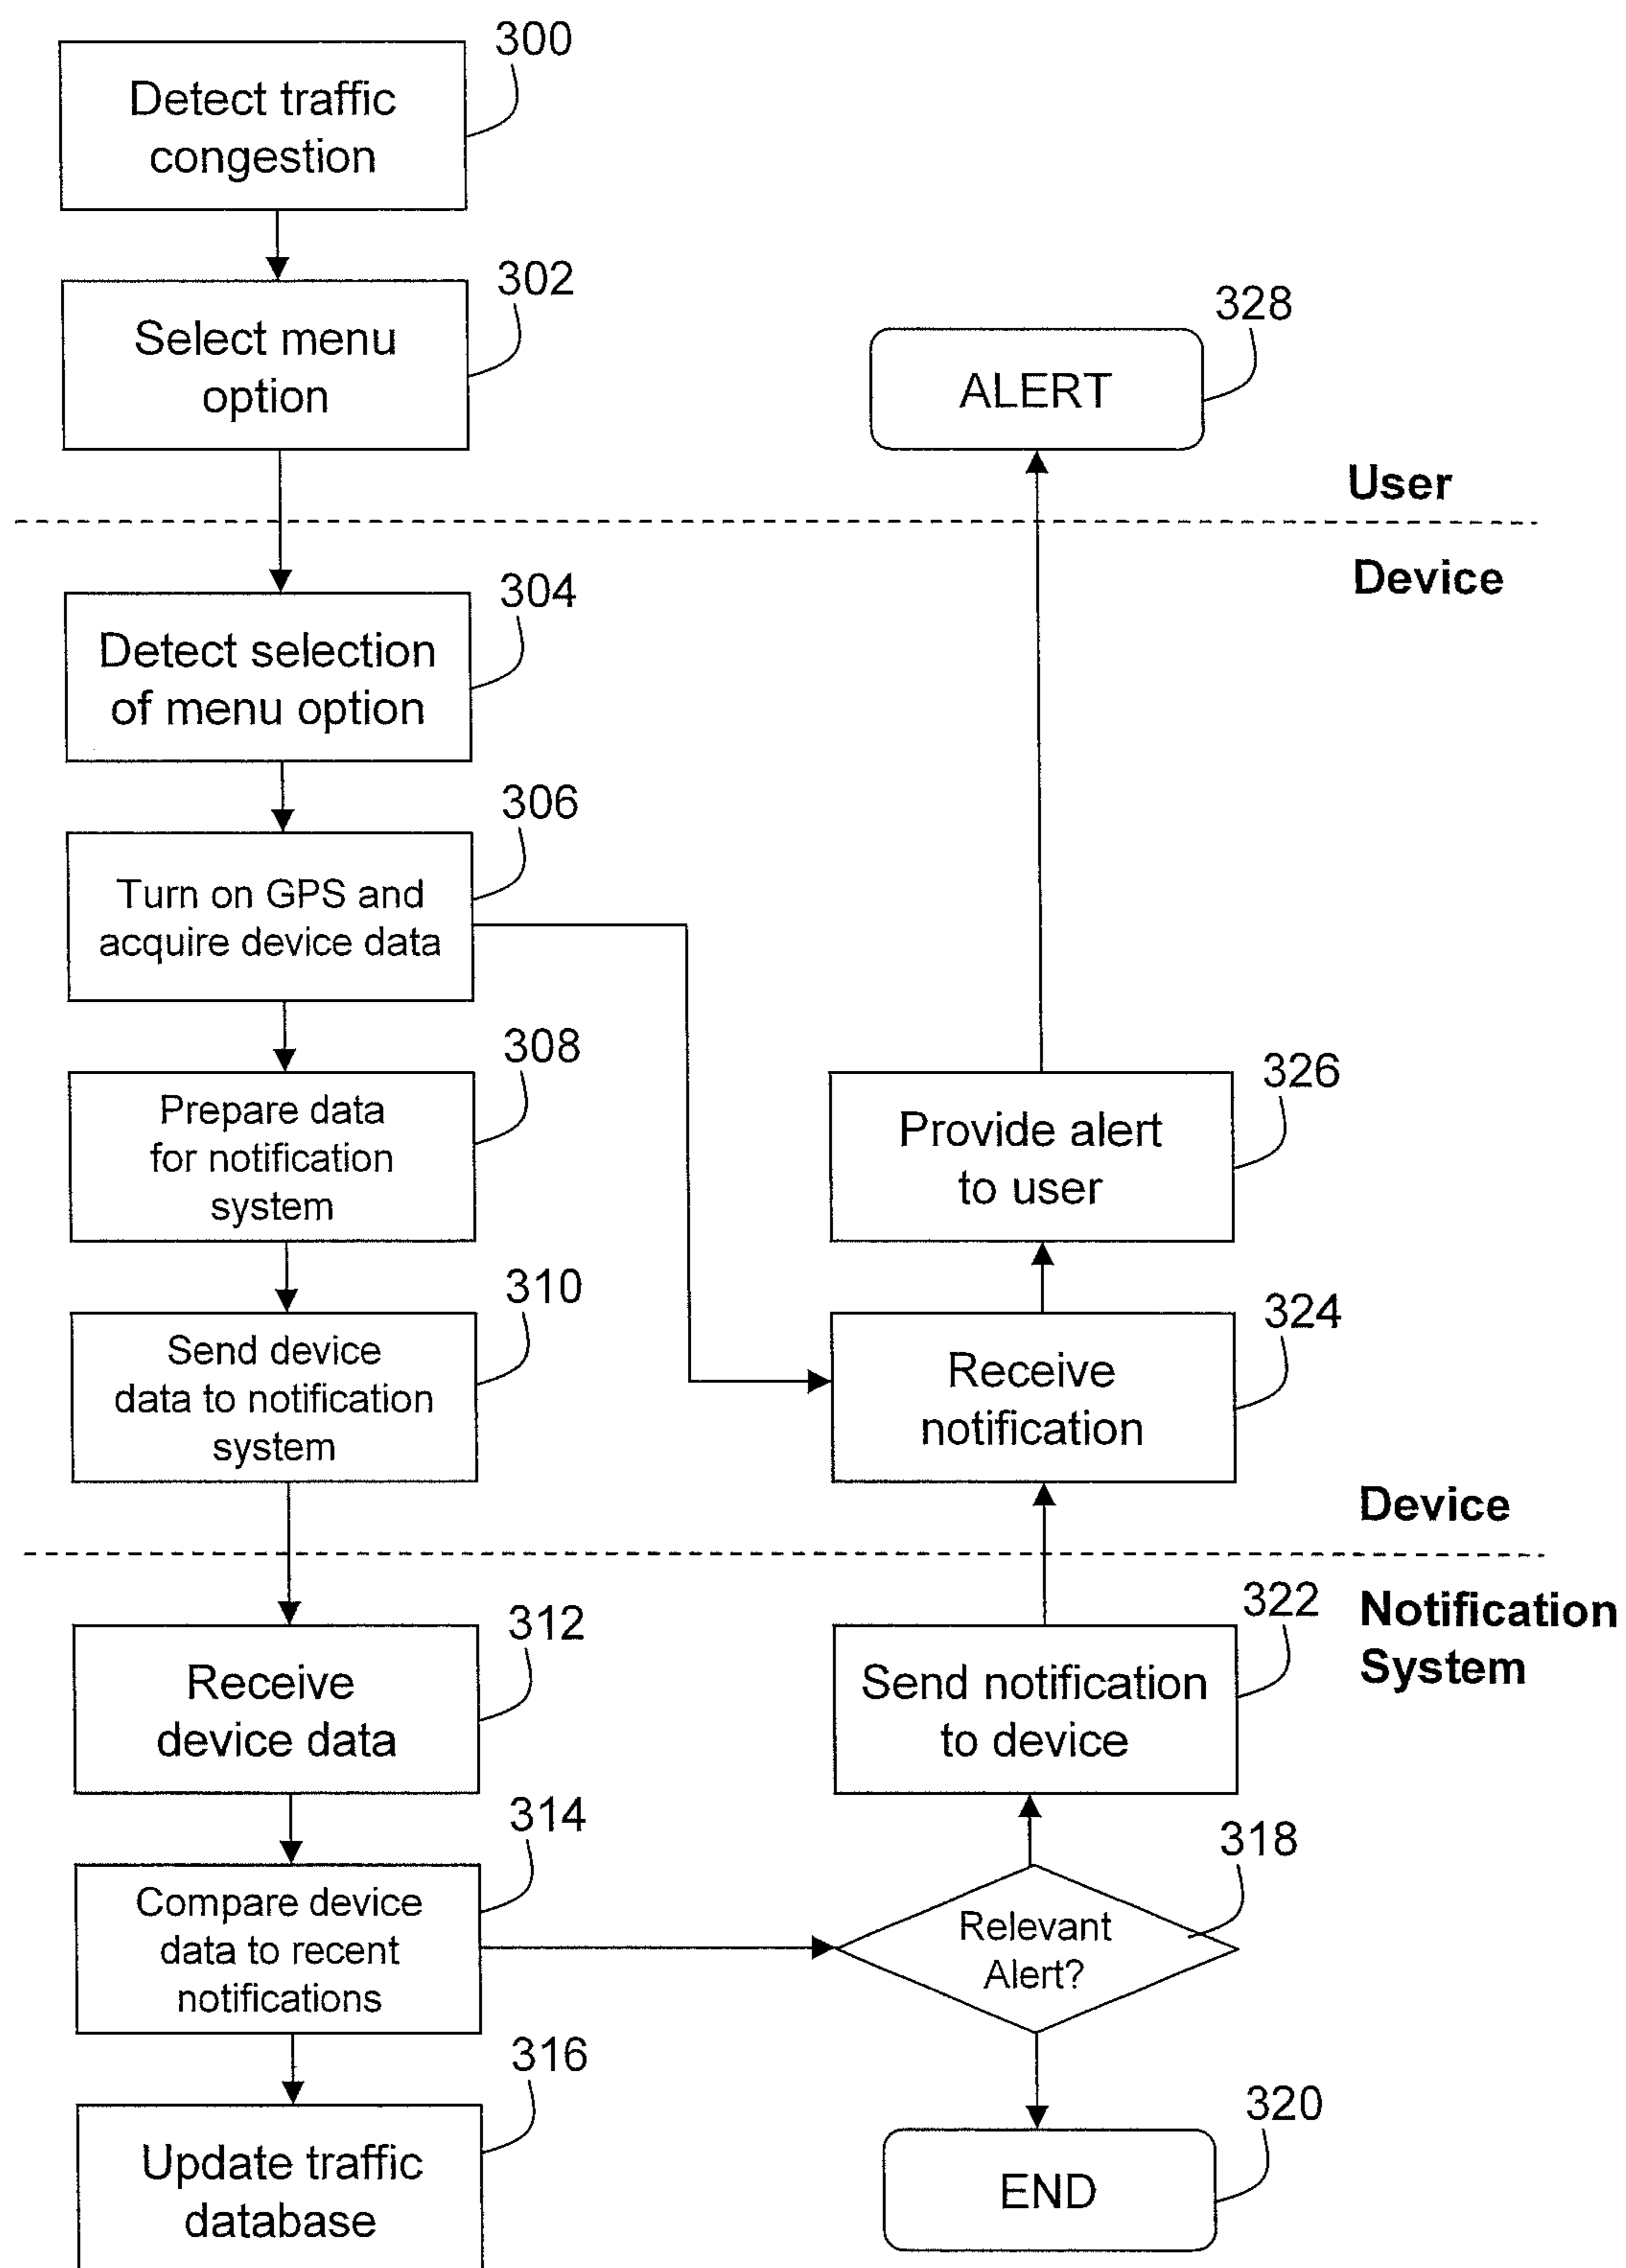 300
Detect traffic
congestion
302
Select menu
option
328
ALERT
User
Device
304
Detect selection
of menu option
306
Turn on GPS and
acquire device data
308
Prepare data
for notification
system
326
Provide alert
to user
310
Send device
data to notification
system
324
Receive
notification
Device
312
Receive
device data
322
Send notification
to device
Notification
System
314
Compare device
data to recent
notifications
318
Relevant
Alert?
316
Update traffic
database
320
END